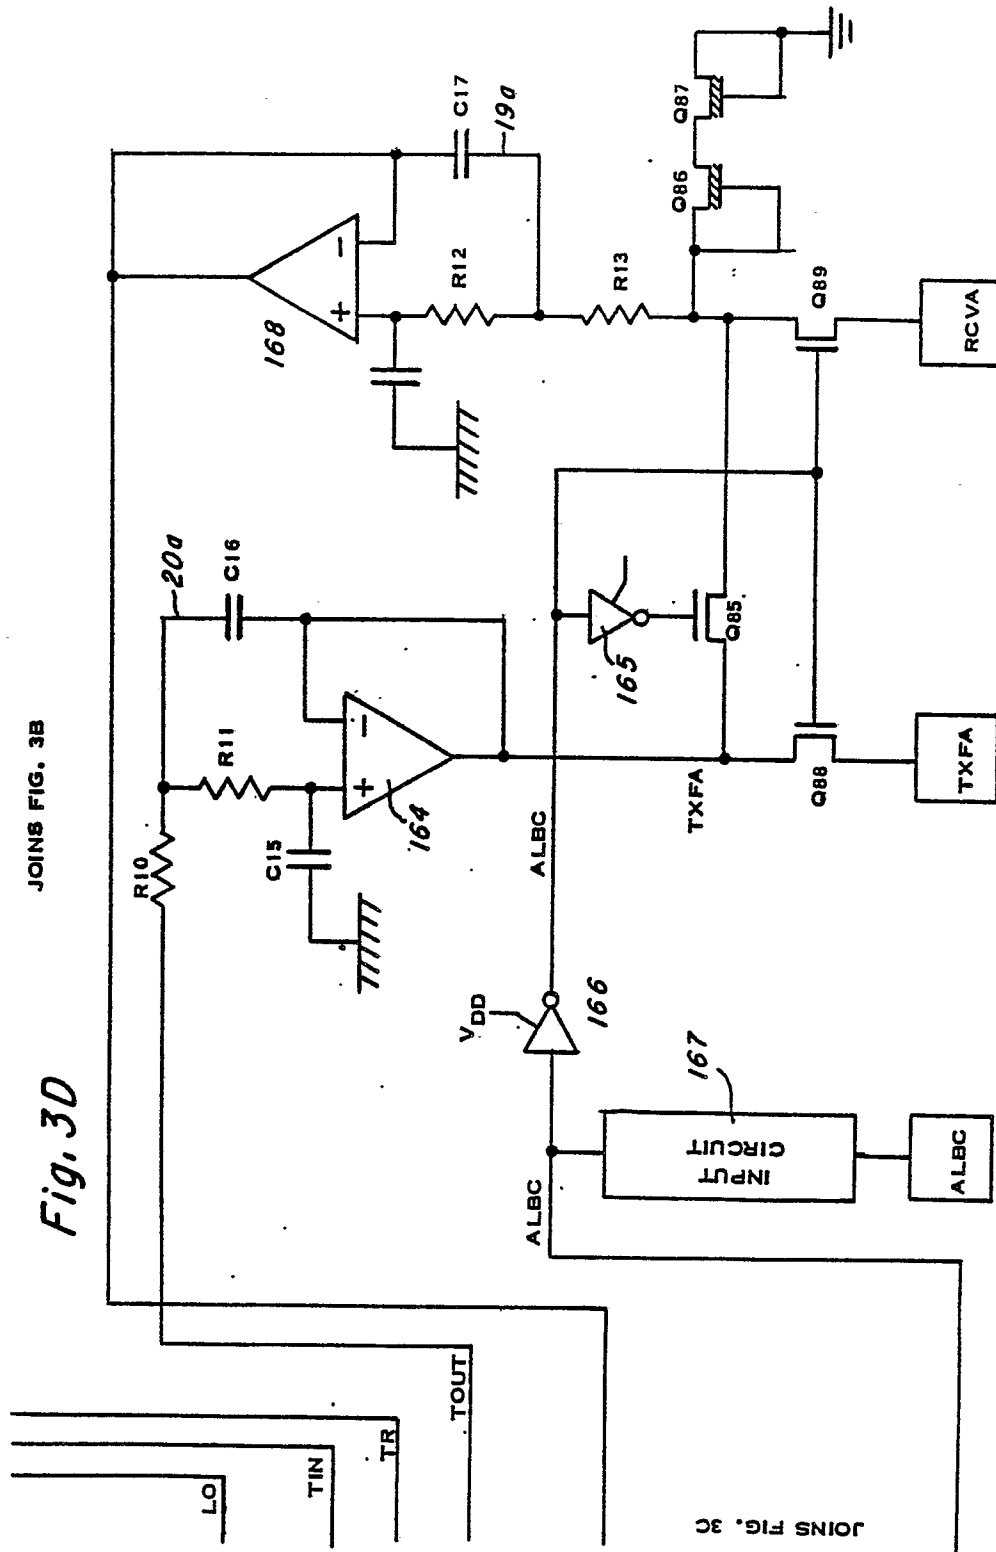 Fig. 3D
JOINS FIG. 3B
JOINS FIG. 3C
LO
TIN
TR
TOUT
R10
R11
C15
C16
20a
164
168
C17
19a
R12
R13
Q86
Q87
ALBC
VDD
166
ALBC
165
Q85
TXFA
Q88
Q89
INPUT
CIRCUIT
167
ALBC
TXFA
RCVA